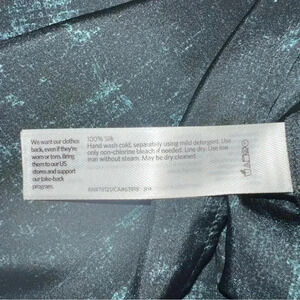 We want our clothes
back, even if they're
worn or torn. Bring
them to our US
stores and support
our take-back
program.
100% Silk
Hand wash cold, separately using mild detergent. Use
only non-chlorine bleach if needed. Line dry. Use low
iron without steam. May be dry cleaned.